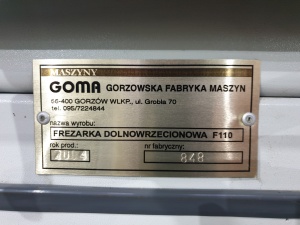 MASZYNY
GOMA GORZOWSKA FABRYKA MASZYN
66-400 GORZÓW WLKP., ul. Grobla 70
tel. 095/7224844
nazwa wyrobu:
FREZARKA DOLNOWRZECIONOWA F110
rok prod.: 2014 nr fabryczny: 848